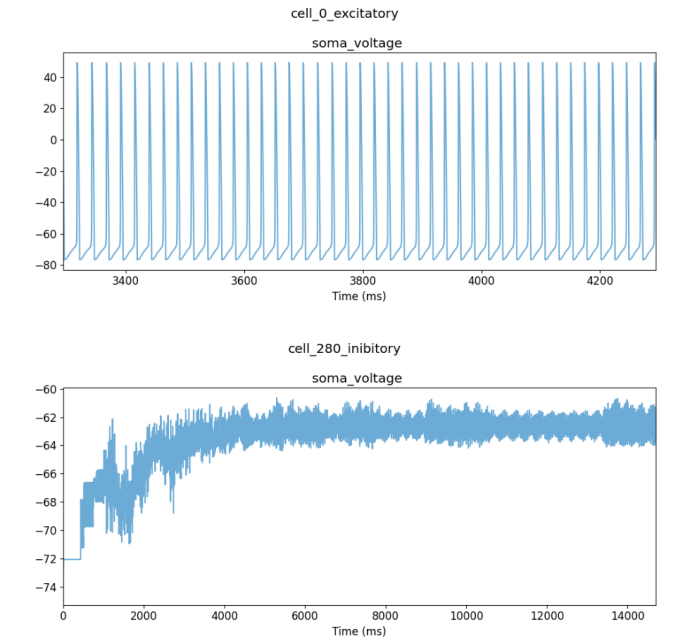 cell_0_excitatory
soma_voltage
40
20
0
−20
−40
−60
−80
3400 3600 3800 4000 4200
Time (ms)
cell_280_inibitory
soma_voltage
−60
−62
−64
−66
−68
−70
−72
−74
0 2000 4000 6000 8000 10000 12000 14000
Time (ms)